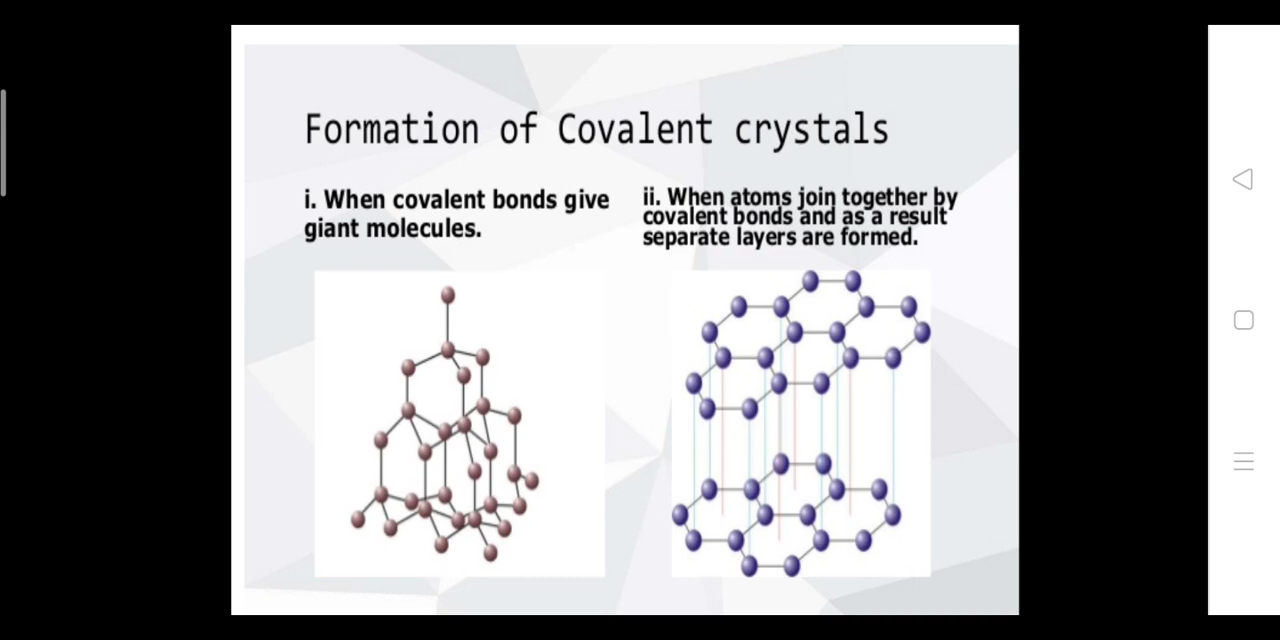 Formation of Covalent crystals
i. When covalent bonds give
giant molecules.
ii. When atoms join together by
covalent bonds and as a result
separate layers are formed.